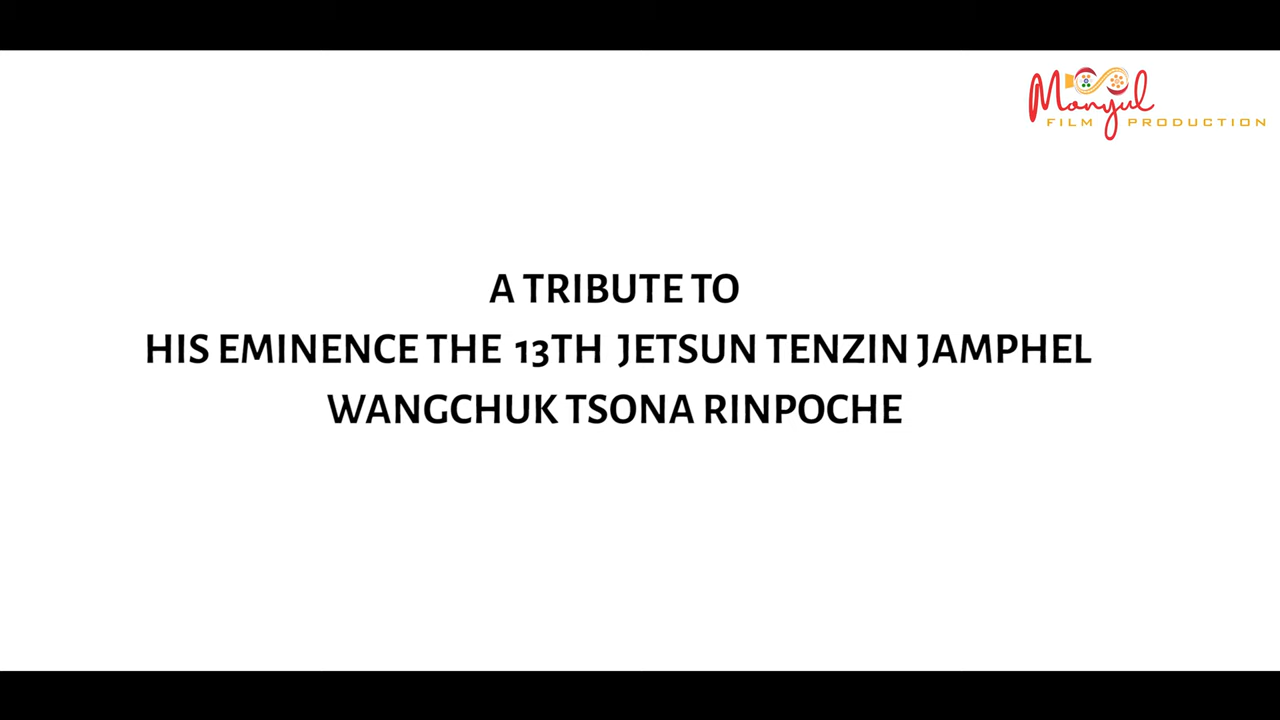 Monyul
FILM PRODUCTION
A TRIBUTE TO
HIS EMINENCE THE 13TH JETSUN TENZIN JAMPHEL
WANGCHUK TSONA RINPOCHE